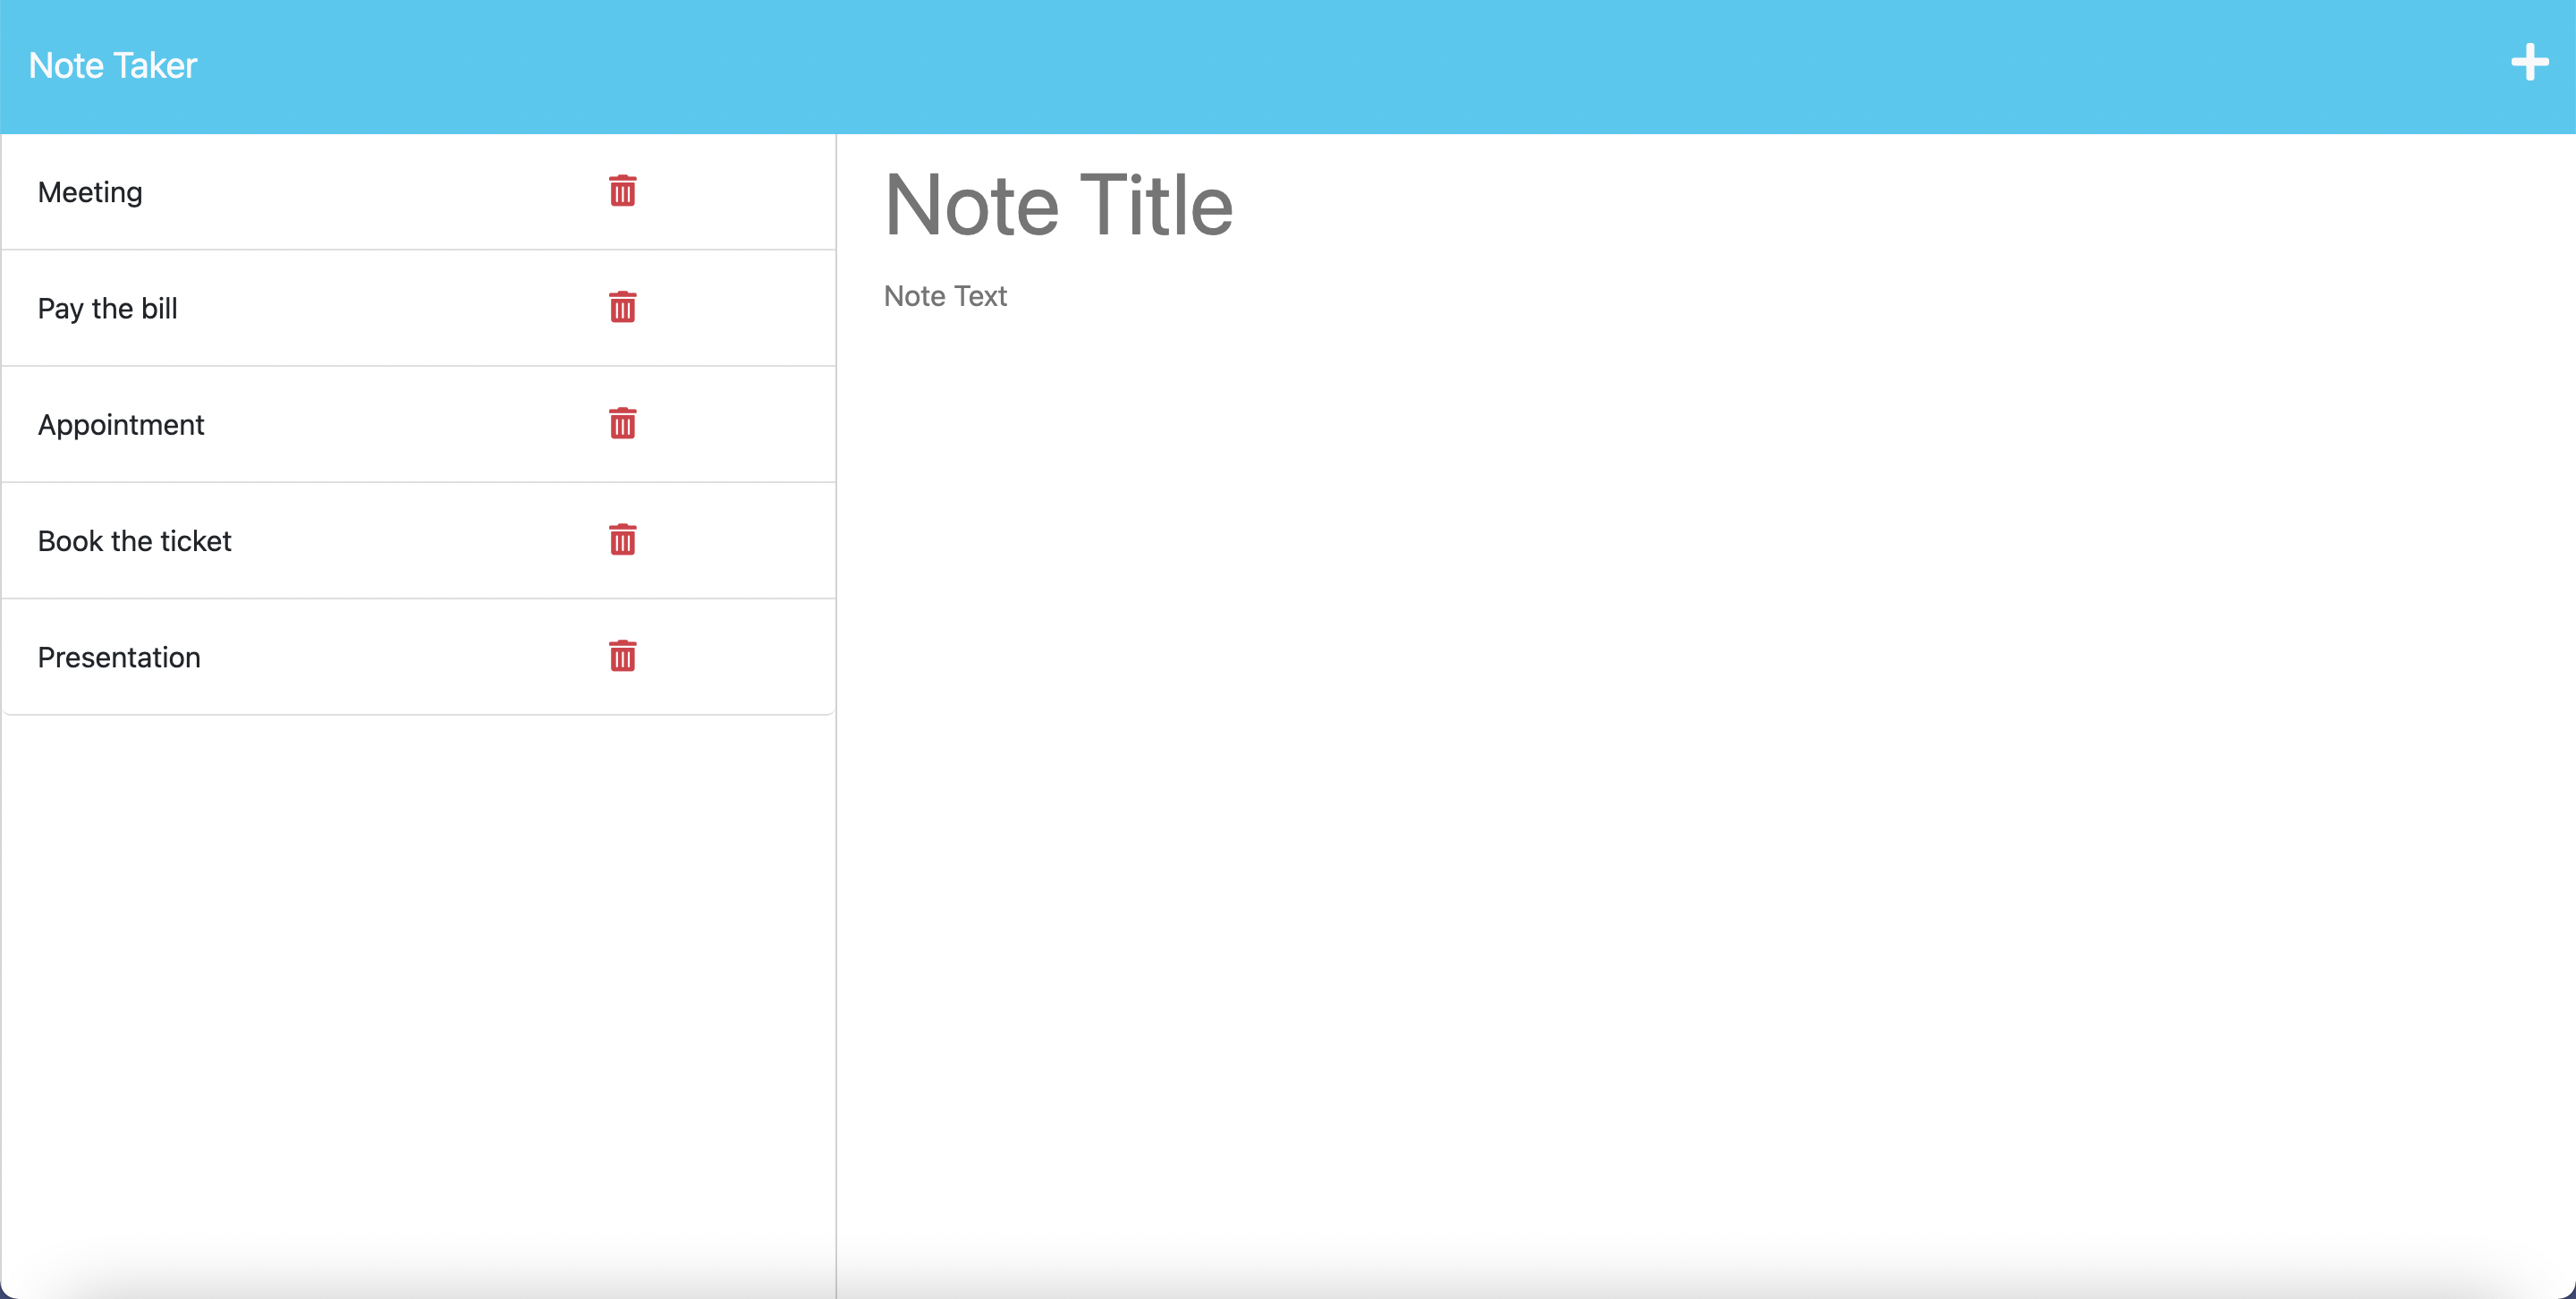 Note Taker
Meeting
Pay the bill
Appointment
Book the ticket
Presentation
Note Title
Note Text